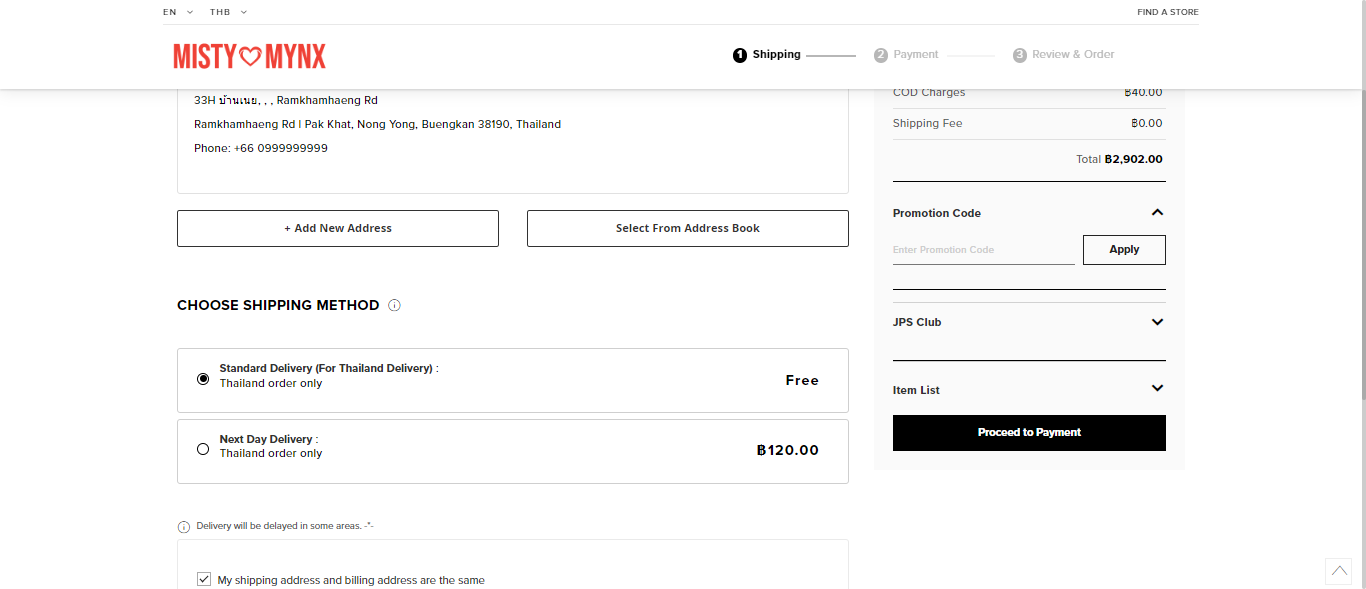 EN THB FIND A STORE
MISTY MYNX
1 Shipping 2 Payment 3 Review & Order
33H บ้านเนย, , , Ramkhamhaeng Rd
Ramkhamhaeng Rd | Pak Khat, Nong Yong, Buengkan 38190, Thailand
Phone: +66 0999999999
+ Add New Address Select From Address Book
CHOOSE SHIPPING METHOD
Standard Delivery (For Thailand Delivery) :
Thailand order only
Free
Next Day Delivery :
Thailand order only
฿120.00
Delivery will be delayed in some areas. -*-
My shipping address and billing address are the same
COD Charges ฿40.00
Shipping Fee ฿0.00
Total ฿2,902.00
Promotion Code
Enter Promotion Code Apply
JPS Club
Item List
Proceed to Payment